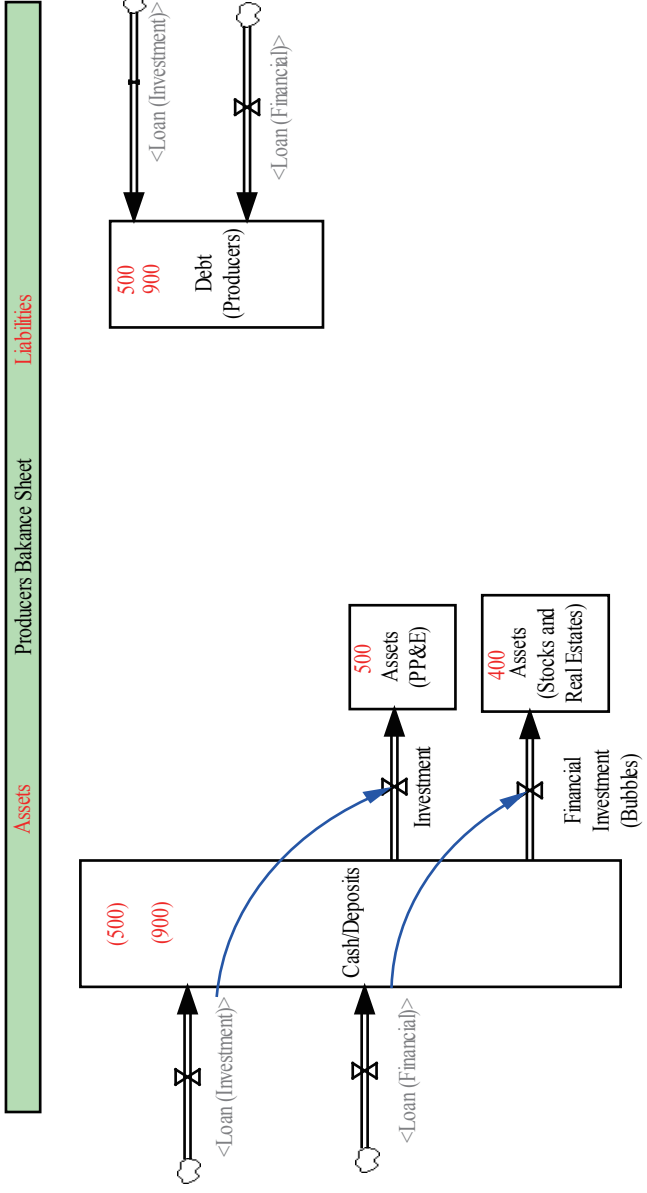 Assets
Producers Bakance Sheet
Liabilities
<Loan (Investment)>
<Loan (Financial)>
(500)
(900)
Cash/Deposits
Investment
Financial
Investment
(Bubbles)
500
Assets
(PP&E)
400
Assets
(Stocks and
Real Estates)
500
900
Debt
(Producers)
<Loan (Investment)>
<Loan (Financial)>